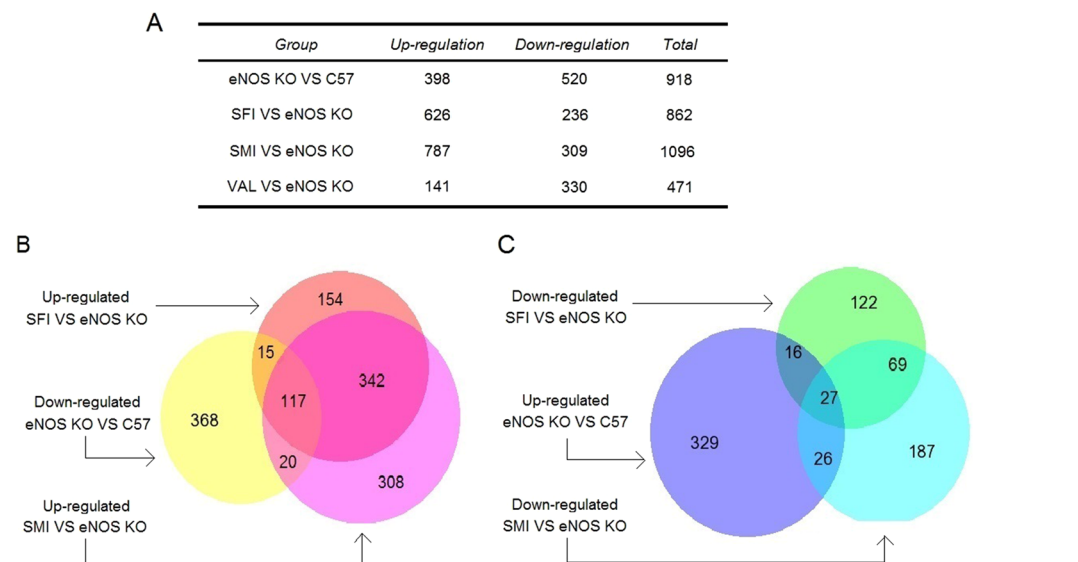 A
Group Up-regulation Down-regulation Total
eNOS KO VS C57 398 520 918
SFI VS eNOS KO 626 236 862
SMI VS eNOS KO 787 309 1096
VAL VS eNOS KO 141 330 471
B
Up-regulated
SFI VS eNOS KO
Down-regulated
eNOS KO VS C57
Up-regulated
SMI VS eNOS KO
154
15
342
117
368
20
308
C
Down-regulated
SFI VS eNOS KO
Up-regulated
eNOS KO VS C57
Down-regulated
SMI VS eNOS KO
122
16
69
27
329
26
187